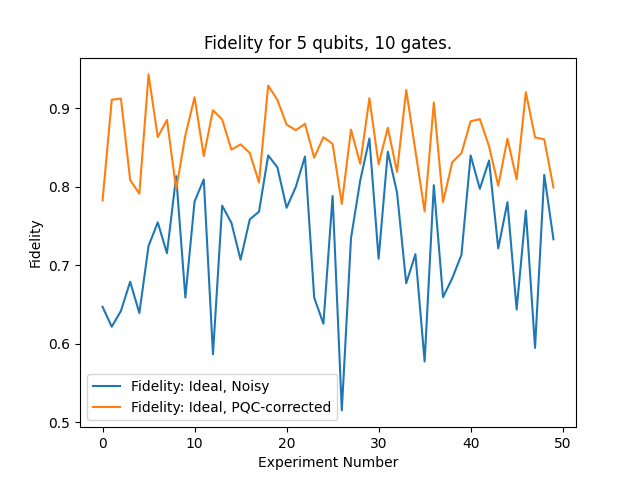 Fidelity for 5 qubits, 10 gates.
Fidelity
0.9
0.8
0.7
0.6
0.5
Fidelity: Ideal, Noisy
Fidelity: Ideal, PQC-corrected
0 10 20 30 40 50
Experiment Number